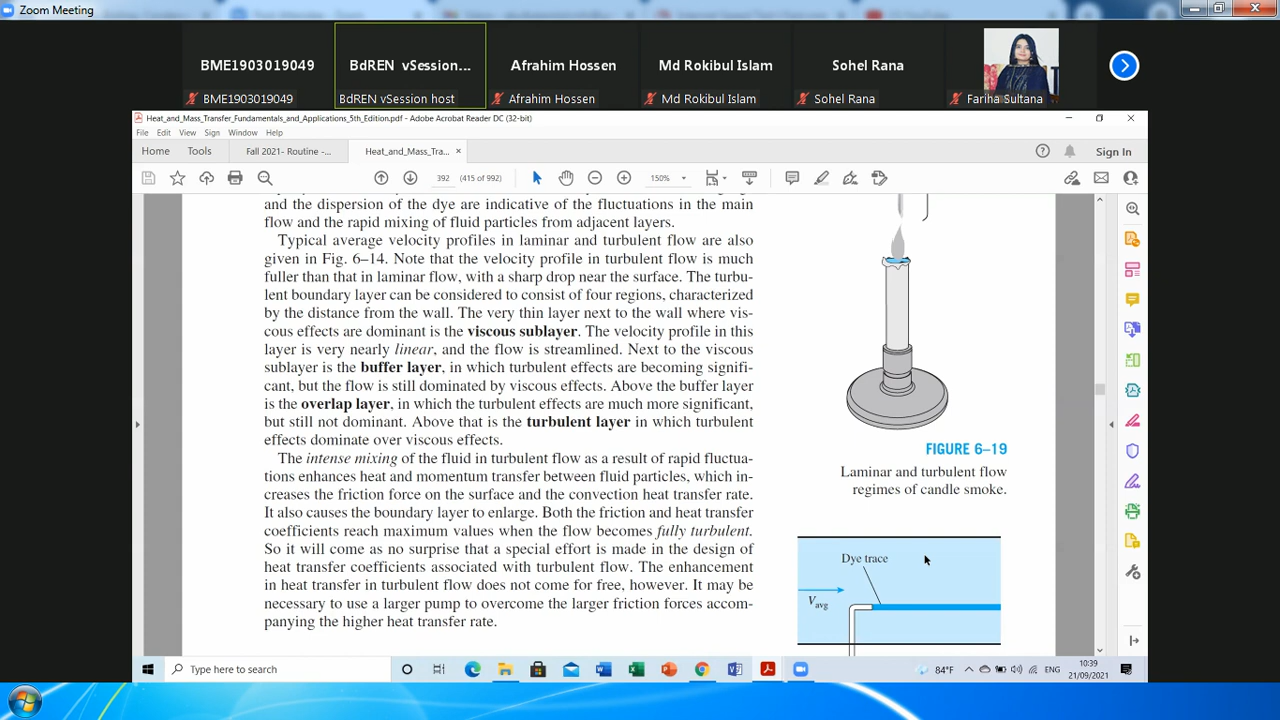 Zoom Meeting
BME1903019049
BdREN vSession...
Afrahim Hossen
Md Rokibul Islam
Sohel Rana
BME1903019049
BdREN vSession host
Afrahim Hossen
Md Rokibul Islam
Sohel Rana
Fariha Sultana
Heat_and_Mass_Transfer_Fundamentals_and_Applications_5th_Edition.pdf - Adobe Acrobat Reader DC (32-bit)
File Edit View Sign Window Help
Home Tools Fall 2021- Routine -... Heat_and_Mass_Tra... × Sign In
392 (415 of 992) 150%
and the dispersion of the dye are indicative of the fluctuations in the main
flow and the rapid mixing of fluid particles from adjacent layers.
Typical average velocity profiles in laminar and turbulent flow are also
given in Fig. 6–14. Note that the velocity profile in turbulent flow is much
fuller than that in laminar flow, with a sharp drop near the surface. The turbu-
lent boundary layer can be considered to consist of four regions, characterized
by the distance from the wall. The very thin layer next to the wall where vis-
cous effects are dominant is the viscous sublayer. The velocity profile in this
layer is very nearly linear, and the flow is streamlined. Next to the viscous
sublayer is the buffer layer, in which turbulent effects are becoming signifi-
cant, but the flow is still dominated by viscous effects. Above the buffer layer
is the overlap layer, in which the turbulent effects are much more significant,
but still not dominant. Above that is the turbulent layer in which turbulent
effects dominate over viscous effects.
The intense mixing of the fluid in turbulent flow as a result of rapid fluctua-
tions enhances heat and momentum transfer between fluid particles, which in-
creases the friction force on the surface and the convection heat transfer rate.
It also causes the boundary layer to enlarge. Both the friction and heat transfer
coefficients reach maximum values when the flow becomes fully turbulent.
So it will come as no surprise that a special effort is made in the design of
heat transfer coefficients associated with turbulent flow. The enhancement
in heat transfer in turbulent flow does not come for free, however. It may be
necessary to use a larger pump to overcome the larger friction forces accom-
panying the higher heat transfer rate.
FIGURE 6–19
Laminar and turbulent flow
regimes of candle smoke.
Dye trace
Vavg
Type here to search
84°F
ENG
10:39
21/09/2021